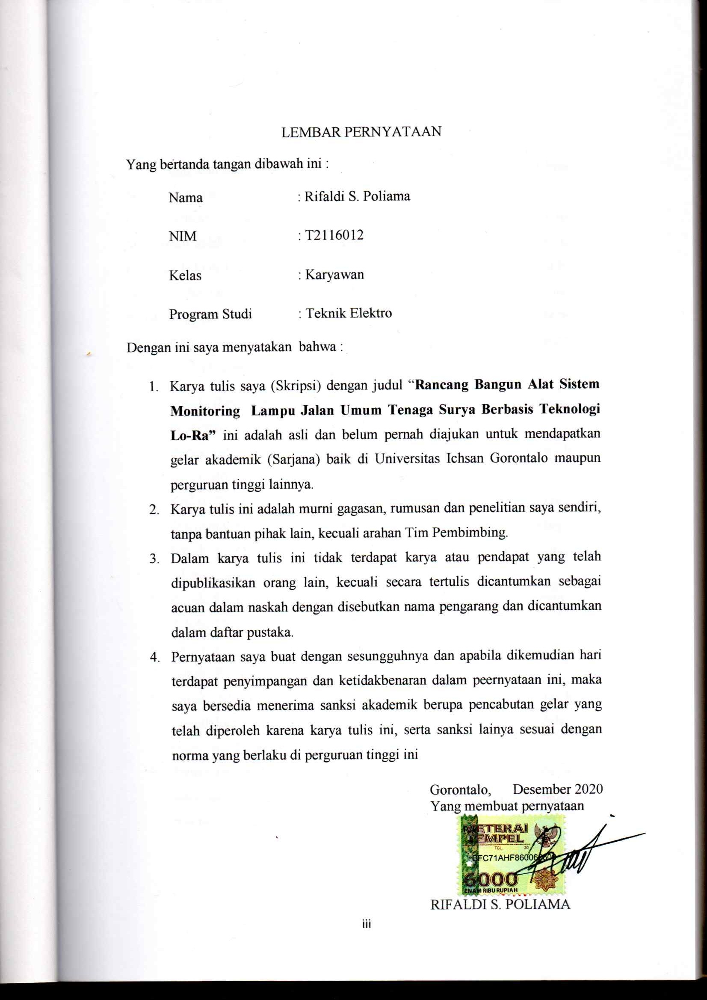 LEMBAR PERNYATAAN
Yang bertanda tangan dibawah ini :
Nama : Rifaldi S. Poliama
NIM : T2116012
Kelas : Karyawan
Program Studi : Teknik Elektro
Dengan ini saya menyatakan bahwa :
1. Karya tulis saya (Skripsi) dengan judul “Rancang Bangun Alat Sistem
Monitoring Lampu Jalan Umum Tenaga Surya Berbasis Teknologi
Lo-Ra” ini adalah asli dan belum pernah diajukan untuk mendapatkan
gelar akademik (Sarjana) baik di Universitas Ichsan Gorontalo maupun
perguruan tinggi lainnya.
2. Karya tulis ini adalah murni gagasan, rumusan dan penelitian saya sendiri,
tanpa bantuan pihak lain, kecuali arahan Tim Pembimbing.
3. Dalam karya tulis ini tidak terdapat karya atau pendapat yang telah
dipublikasikan orang lain, kecuali secara tertulis dicantumkan sebagai
acuan dalam naskah dengan disebutkan nama pengarang dan dicantumkan
dalam daftar pustaka.
4. Pernyataan saya buat dengan sesungguhnya dan apabila dikemudian hari
terdapat penyimpangan dan ketidakbenaran dalam peernyataan ini, maka
saya bersedia menerima sanksi akademik berupa pencabutan gelar yang
telah diperoleh karena karya tulis ini, serta sanksi lainya sesuai dengan
norma yang berlaku di perguruan tinggi ini
Gorontalo, Desember 2020
Yang membuat pernyataan
METERAI
TEMPEL
TGL. 20
6000
ENAM RIBU RUPIAH
RIFALDI S. POLIAMA
iii